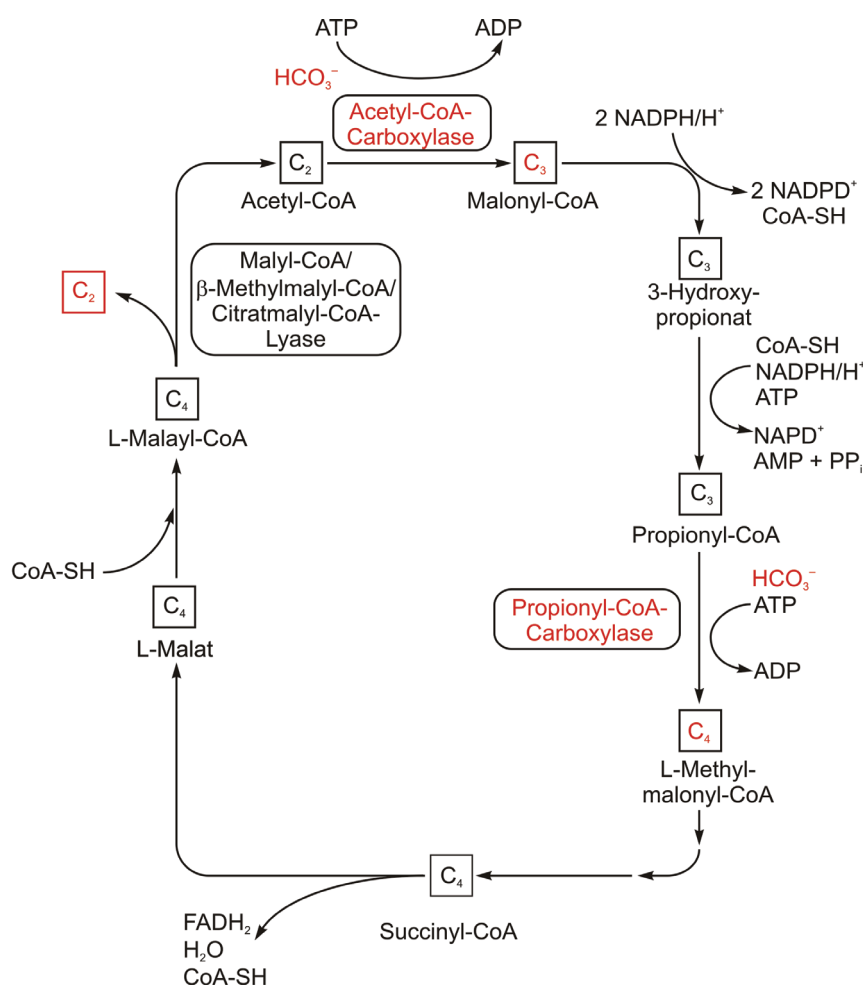 ATP
ADP
HCO₃⁻
Acetyl-CoA-
Carboxylase
2 NADPH/H⁺
C₂
Acetyl-CoA
C₃
Malonyl-CoA
2 NADPD⁺
CoA-SH
C₃
3-Hydroxy-
propionat
Malyl-CoA/
β-Methylmalyl-CoA/
Citratmalyl-CoA-
Lyase
C₂
CoA-SH
NADPH/H⁺
ATP
NAPD⁺
AMP + PPᵢ
C₄
L-Malayl-CoA
C₃
Propionyl-CoA
CoA-SH
HCO₃⁻
ATP
ADP
Propionyl-CoA-
Carboxylase
C₄
L-Malat
C₄
L-Methyl-
malonyl-CoA
C₄
Succinyl-CoA
FADH₂
H₂O
CoA-SH